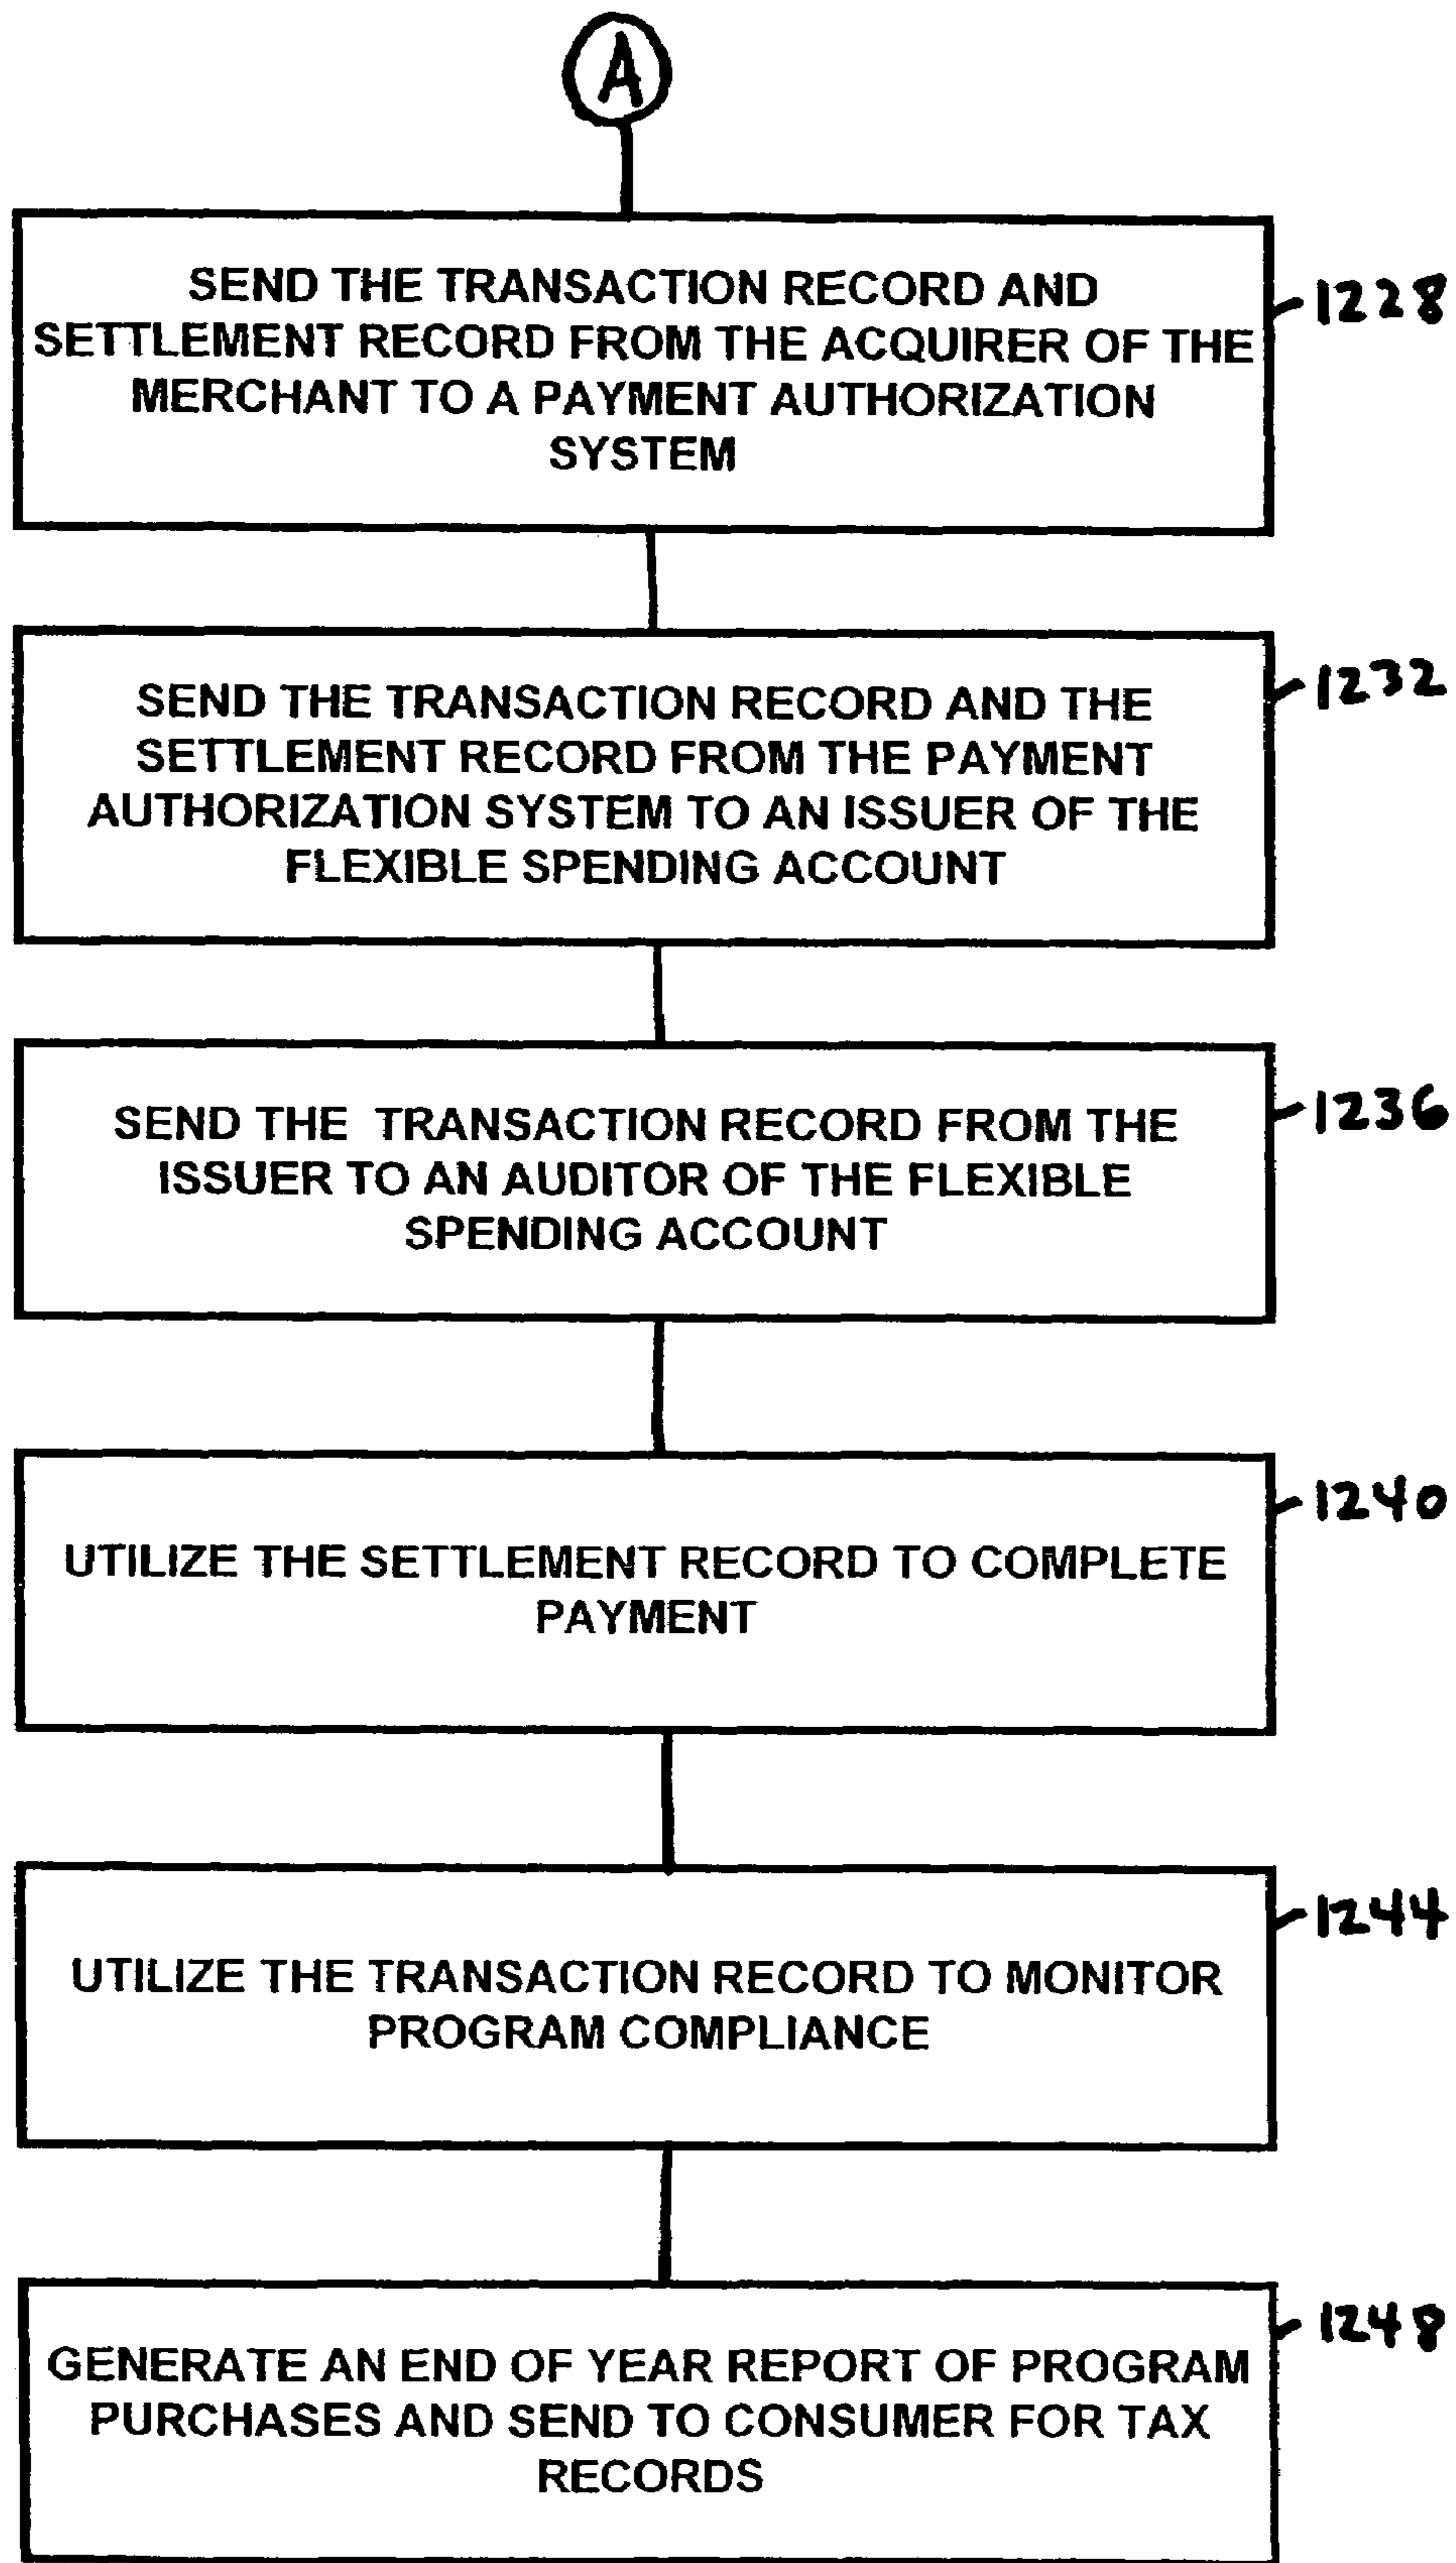 A
SEND THE TRANSACTION RECORD AND
SETTLEMENT RECORD FROM THE ACQUIRER OF THE
MERCHANT TO A PAYMENT AUTHORIZATION
SYSTEM
1228
SEND THE TRANSACTION RECORD AND THE
SETTLEMENT RECORD FROM THE PAYMENT
AUTHORIZATION SYSTEM TO AN ISSUER OF THE
FLEXIBLE SPENDING ACCOUNT
1232
SEND THE TRANSACTION RECORD FROM THE
ISSUER TO AN AUDITOR OF THE FLEXIBLE
SPENDING ACCOUNT
1236
UTILIZE THE SETTLEMENT RECORD TO COMPLETE
PAYMENT
1240
UTILIZE THE TRANSACTION RECORD TO MONITOR
PROGRAM COMPLIANCE
1244
GENERATE AN END OF YEAR REPORT OF PROGRAM
PURCHASES AND SEND TO CONSUMER FOR TAX
RECORDS
1248